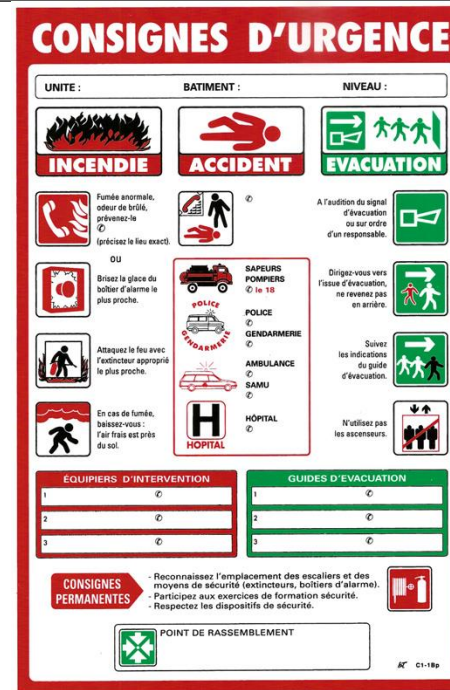 CONSIGNES D'URGENCE
UNITE :
BATIMENT :
NIVEAU :
INCENDIE
ACCIDENT
EVACUATION
Fumée anormale,
odeur de brûlé,
prévenez-le
✆
(précisez le lieu exact).
OU
Brisez la glace du
boîtier d'alarme le
plus proche.
Attaquez le feu avec
l'extincteur approprié
le plus proche.
En cas de fumée,
baissez-vous :
l'air frais est près
du sol.
✆
SAPEURS
POMPIERS
✆ le 18
POLICE
GENDARMERIE
POLICE
✆
GENDARMERIE
✆
AMBULANCE
✆
SAMU
✆
H
HOPITAL
HÔPITAL
✆
A l'audition du signal
d'évacuation
ou sur ordre
d'un responsable.
Dirigez-vous vers
l'issue d'évacuation,
ne revenez pas
en arrière.
Suivez
les indications
du guide
d'évacuation.
N'utilisez pas
les ascenseurs.
ÉQUIPIERS D'INTERVENTION
1 ✆
2 ✆
3 ✆
GUIDES D'EVACUATION
1 ✆
2 ✆
3 ✆
CONSIGNES
PERMANENTES
- Reconnaissez l'emplacement des escaliers et des
moyens de sécurité (extincteurs, boîtiers d'alarme).
- Participez aux exercices de formation sécurité.
- Respectez les dispositifs de sécurité.
POINT DE RASSEMBLEMENT
C1-1Bp